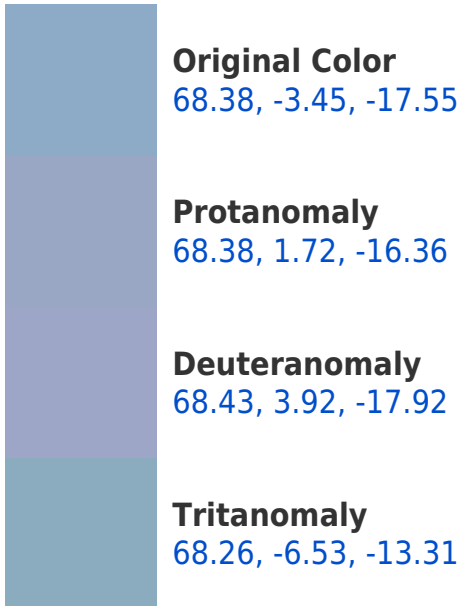 Original Color
68.38, -3.45, -17.55
Protanomaly
68.38, 1.72, -16.36
Deuteranomaly
68.43, 3.92, -17.92
Tritanomaly
68.26, -6.53, -13.31